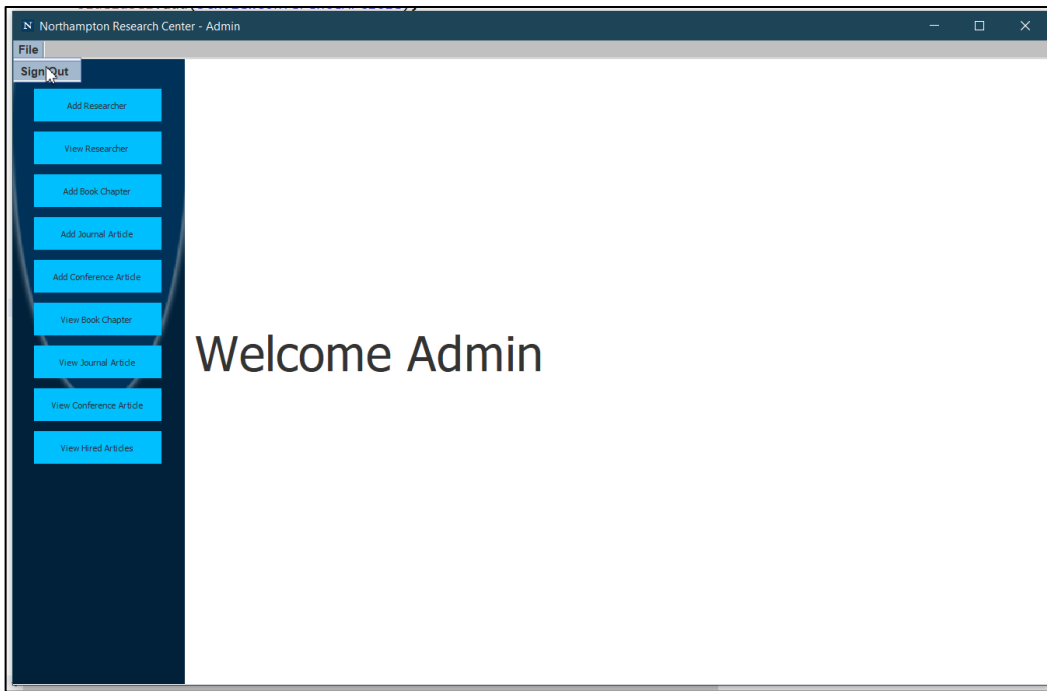 N Northampton Research Center - Admin
File
Sign Out
Add Researcher
View Researcher
Add Book Chapter
Add Journal Article
Add Conference Article
View Book Chapter
View Journal Article
View Conference Article
View Hired Articles
Welcome Admin